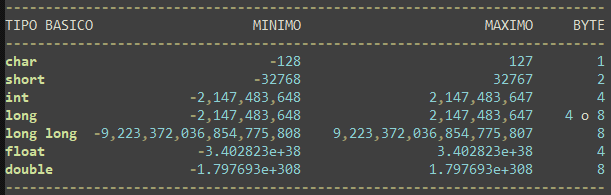 TIPO BASICO MINIMO MAXIMO BYTE
char -128 127 1
short -32768 32767 2
int -2,147,483,648 2,147,483,647 4
long -2,147,483,648 2,147,483,647 4 o 8
long long -9,223,372,036,854,775,808 9,223,372,036,854,775,807 8
float -3.402823e+38 3.402823e+38 4
double -1.797693e+308 1.797693e+308 8